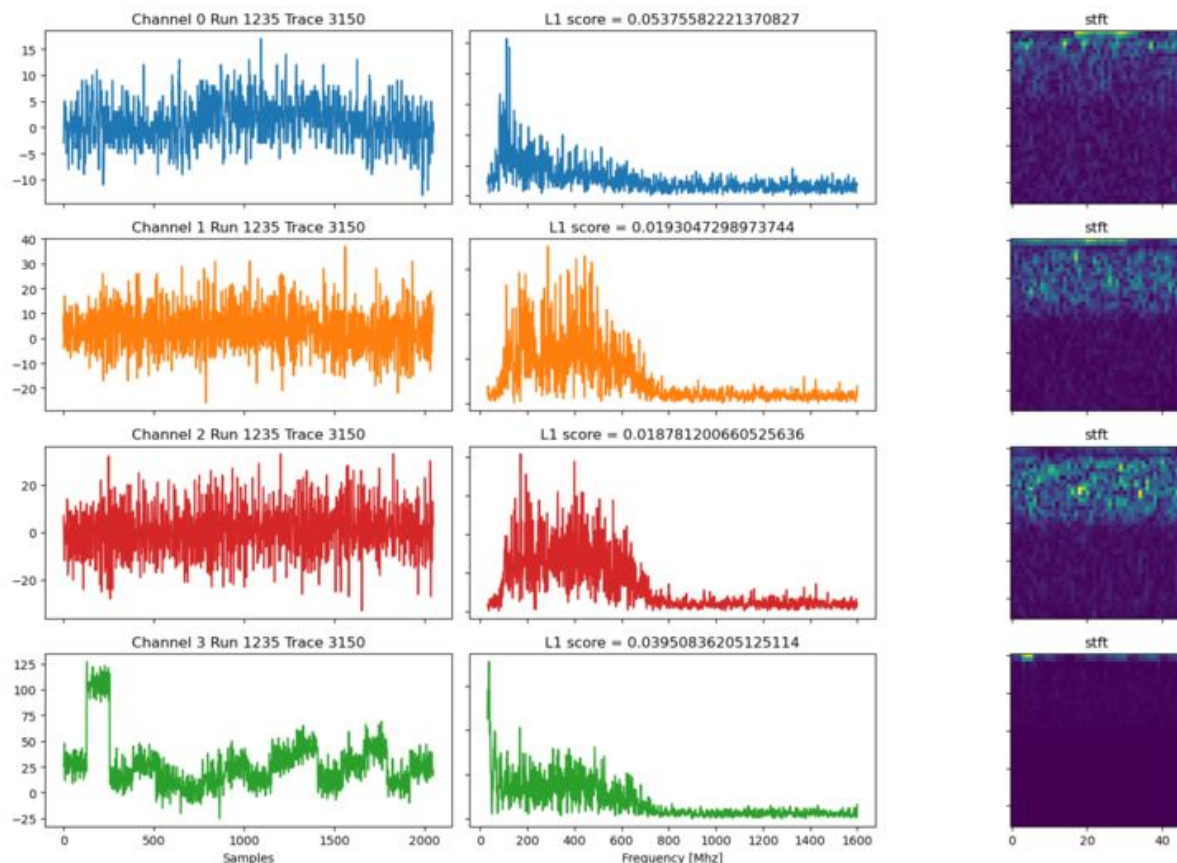 Channel 0 Run 1235 Trace 3150
L1 score = 0.05375582221370827
stft
15
10
5
0
−5
−10
Channel 1 Run 1235 Trace 3150
L1 score = 0.0193047298973744
stft
40
30
20
10
0
−10
−20
Channel 2 Run 1235 Trace 3150
L1 score = 0.018781200660525636
stft
20
0
−20
Channel 3 Run 1235 Trace 3150
L1 score = 0.03950836205125114
stft
125
100
75
50
25
0
−25
0 500 1000 1500 2000
0 200 400 600 800 1000 1200 1400 1600
0 40
Samples
Frequency [Mhz]